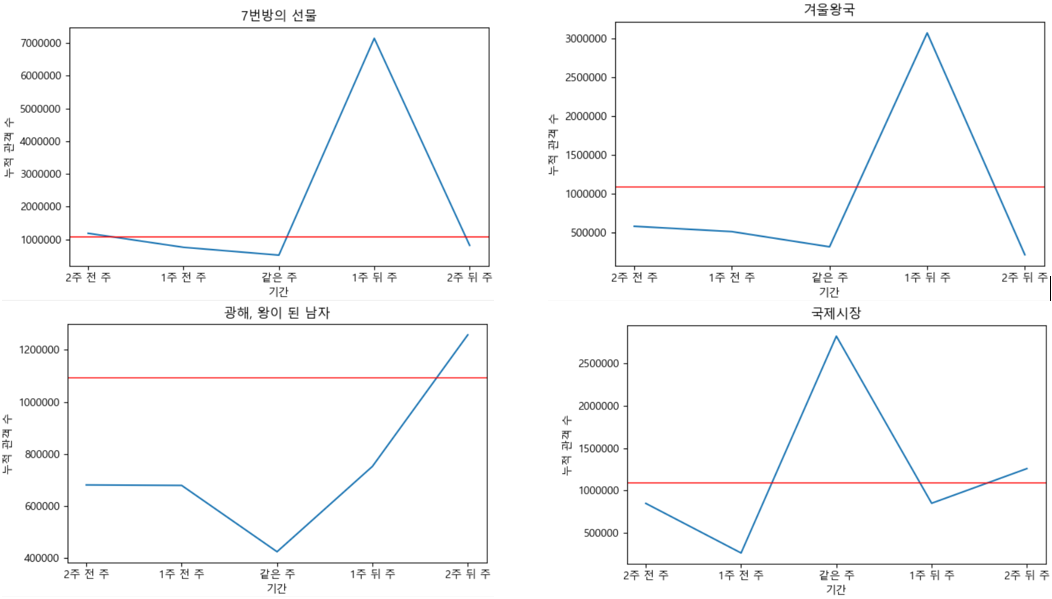 7번방의 선물
7000000
6000000
5000000
4000000
3000000
2000000
1000000
누적 관객 수
2주 전 주
1주 전 주
같은 주
1주 뒤 주
2주 뒤 주
기간
겨울왕국
3000000
2500000
2000000
1500000
1000000
500000
누적 관객 수
2주 전 주
1주 전 주
같은 주
1주 뒤 주
2주 뒤 주
기간
광해, 왕이 된 남자
1200000
1000000
800000
600000
400000
누적 관객 수
2주 전 주
1주 전 주
같은 주
1주 뒤 주
2주 뒤 주
기간
국제시장
2500000
2000000
1500000
1000000
500000
누적 관객 수
2주 전 주
1주 전 주
같은 주
1주 뒤 주
2주 뒤 주
기간